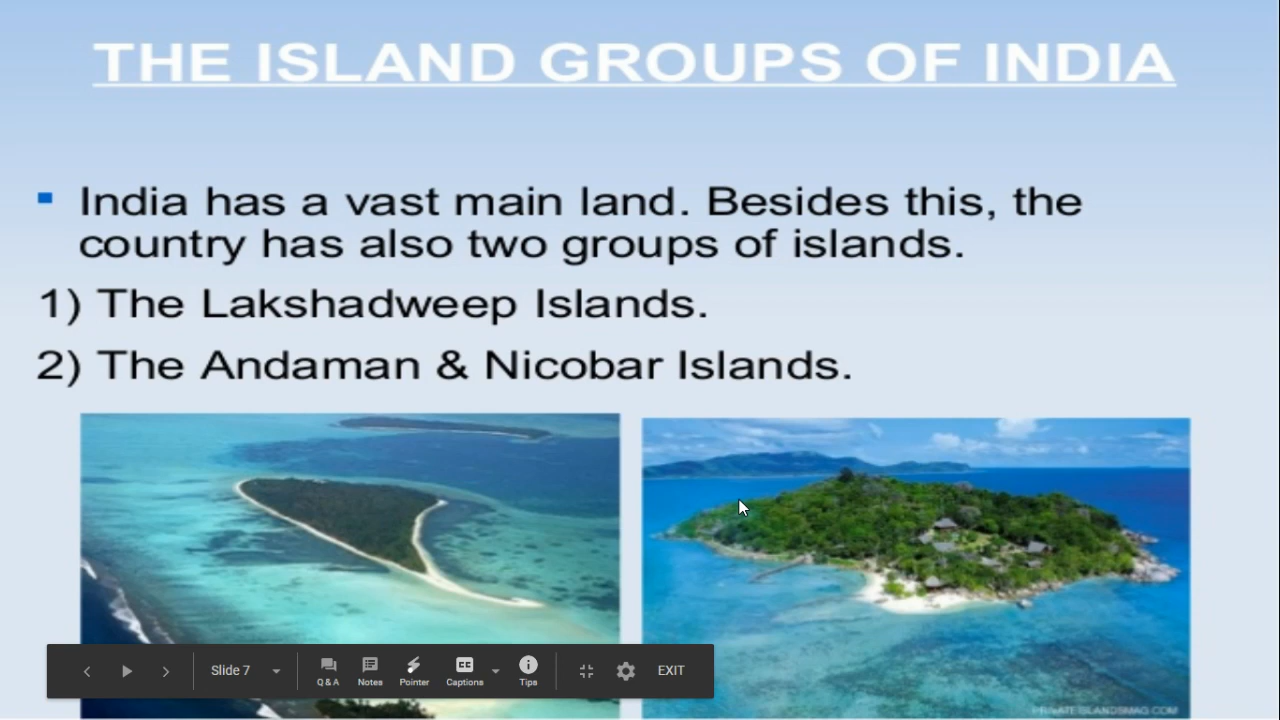 THE ISLAND GROUPS OF INDIA
India has a vast main land. Besides this, the
country has also two groups of islands.
1) The Lakshadweep Islands.
2) The Andaman & Nicobar Islands.
Slide 7
Q & A
Notes
Pointer
CC
Captions
Tips
EXIT
PRIVATEISLANDSMAG.COM